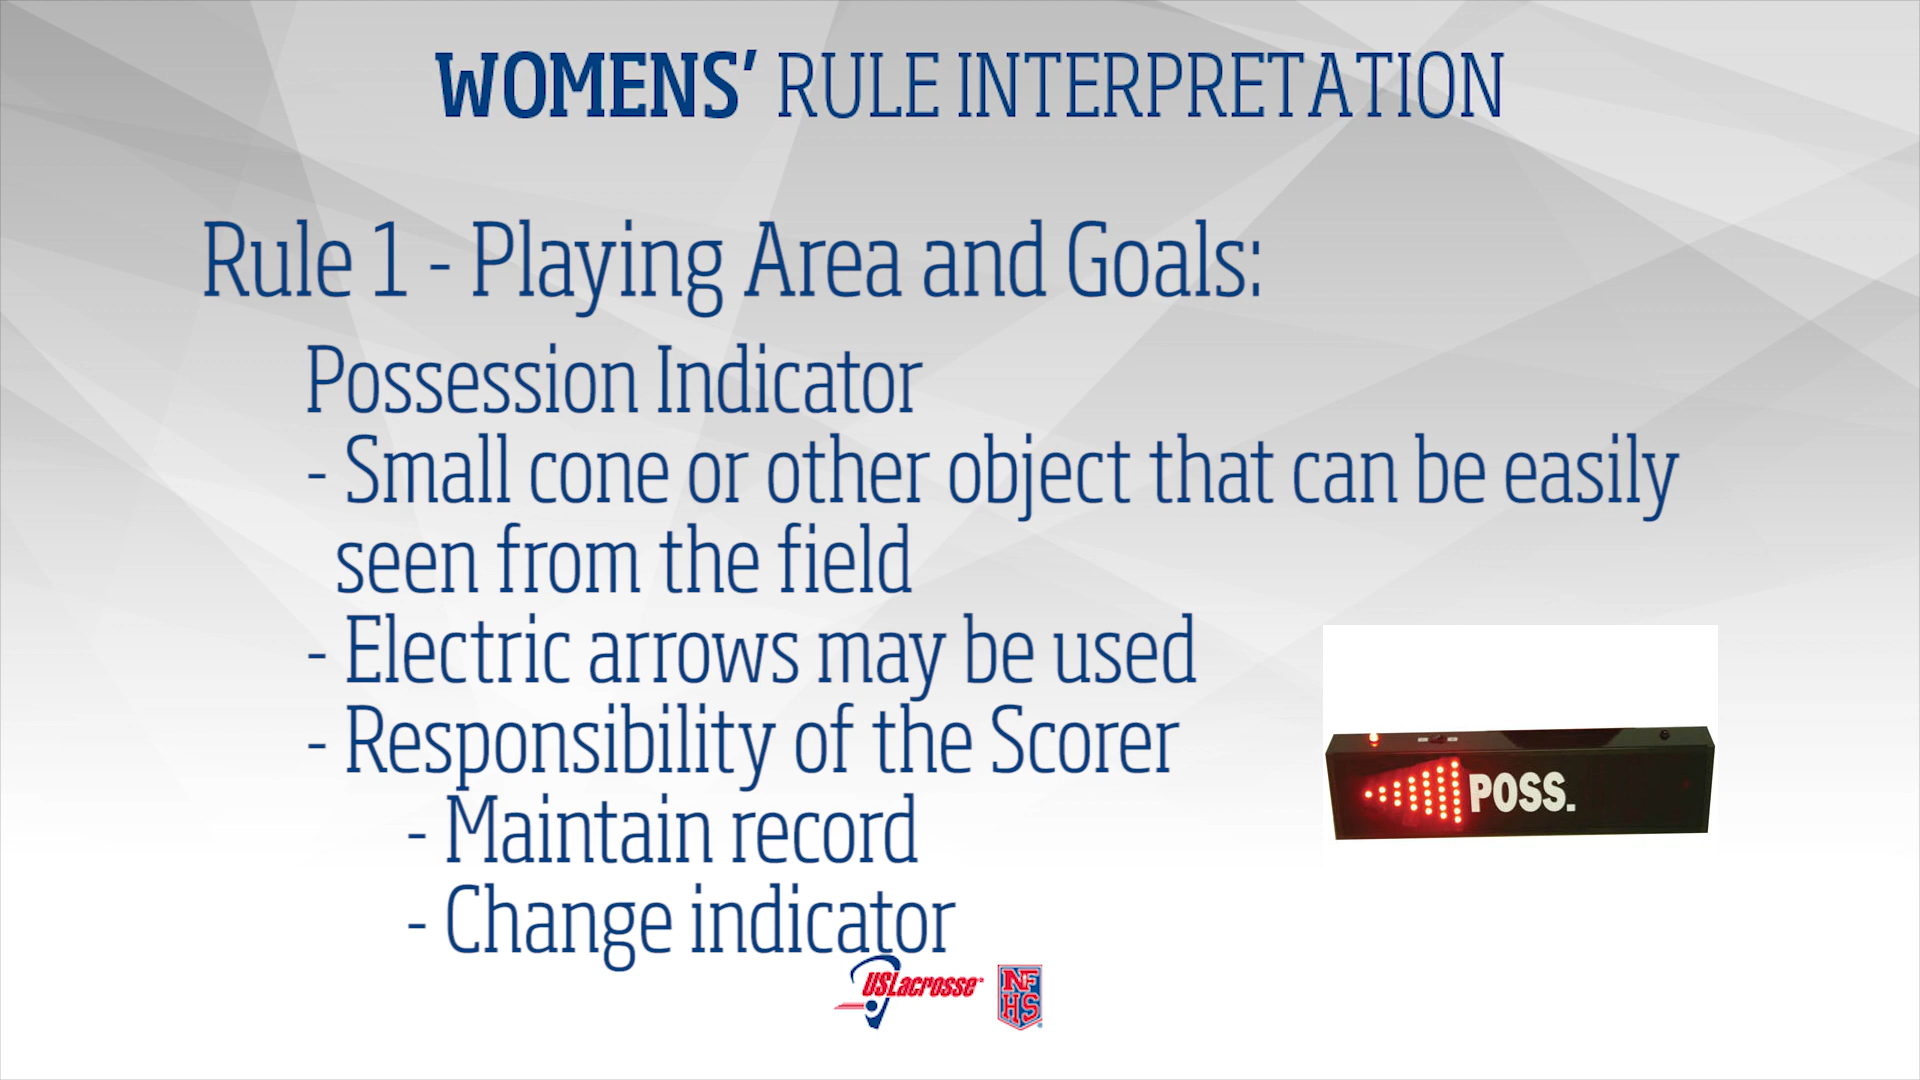 WOMENS' RULE INTERPRETATION
Rule 1 - Playing Area and Goals:
Possession Indicator
- Small cone or other object that can be easily
seen from the field
- Electric arrows may be used
- Responsibility of the Scorer
- Maintain record
- Change indicator
POSS.
USLacrosse
NF
HS